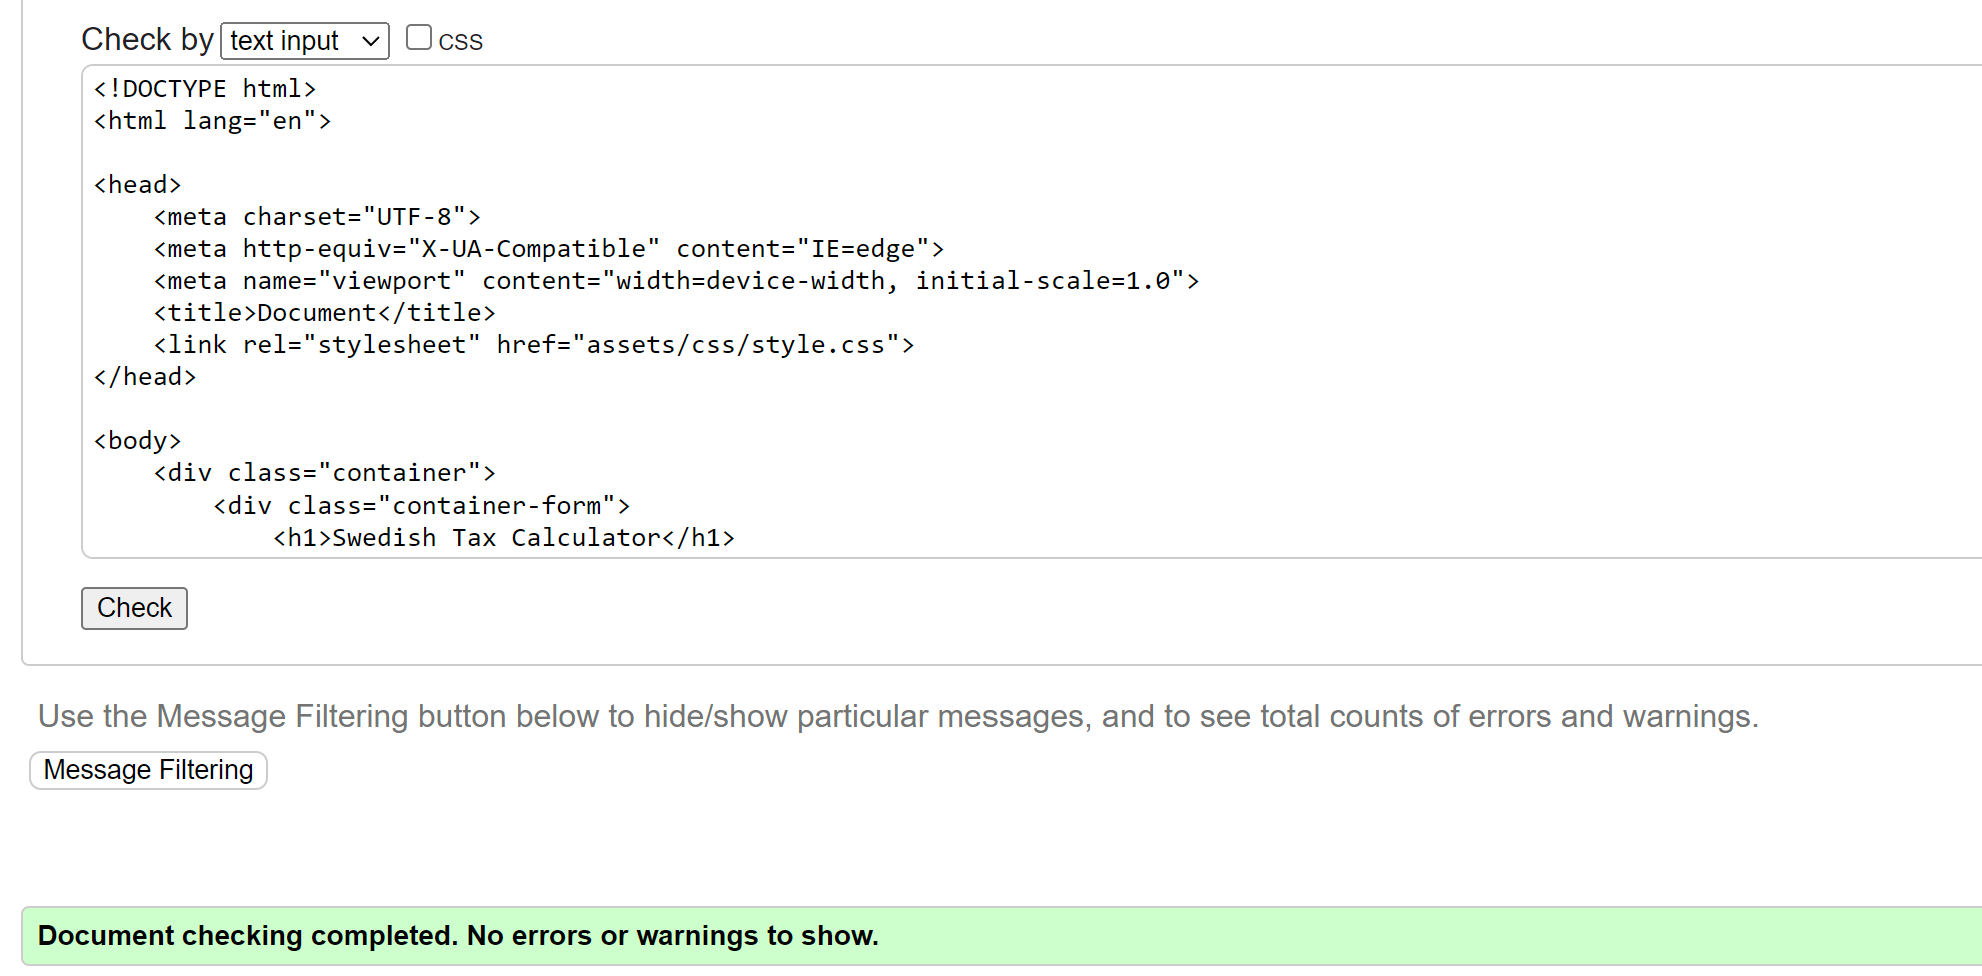 Check by text input CSS
<!DOCTYPE html>
<html lang="en">
<head>
<meta charset="UTF-8">
<meta http-equiv="X-UA-Compatible" content="IE=edge">
<meta name="viewport" content="width=device-width, initial-scale=1.0">
<title>Document</title>
<link rel="stylesheet" href="assets/css/style.css">
</head>
<body>
<div class="container">
<div class="container-form">
<h1>Swedish Tax Calculator</h1>
Check
Use the Message Filtering button below to hide/show particular messages, and to see total counts of errors and warnings.
Message Filtering
Document checking completed. No errors or warnings to show.